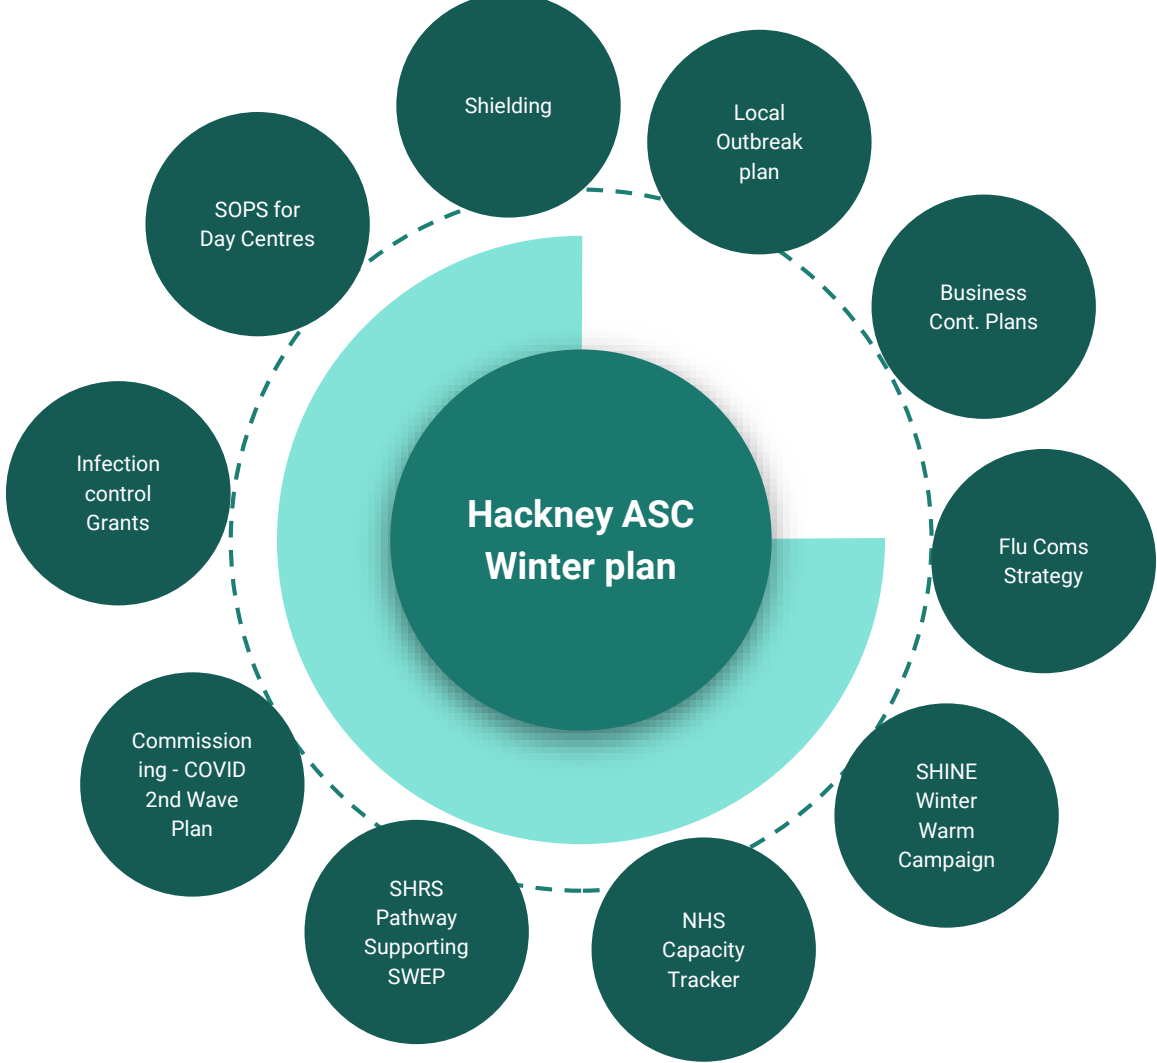 Shielding
Local
Outbreak
plan
SOPS for
Day Centres
Business
Cont. Plans
Infection
control
Grants
Hackney ASC
Winter plan
Flu Coms
Strategy
Commission
ing - COVID
2nd Wave
Plan
SHINE
Winter
Warm
Campaign
SHRS
Pathway
Supporting
SWEP
NHS
Capacity
Tracker